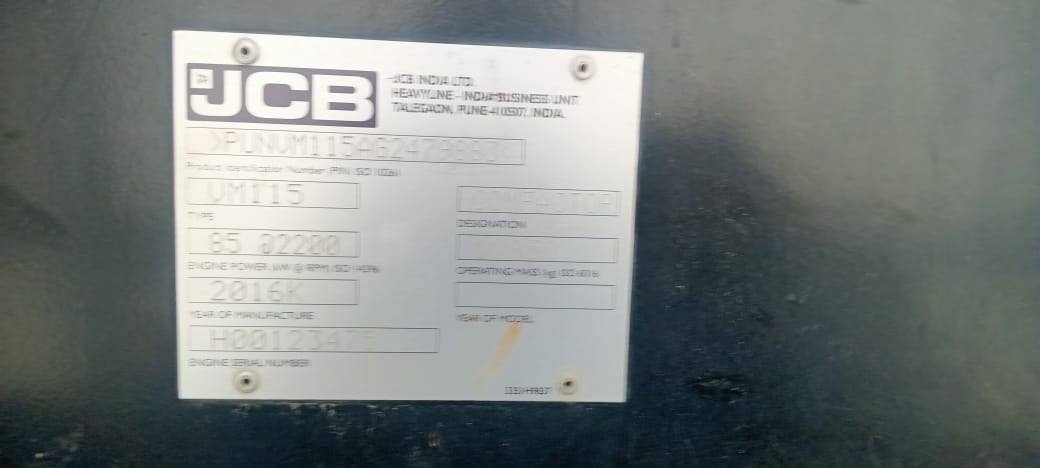 JCB
JCB INDIA LTD.
HEAVYLINE - INDIA BUSINESS UNIT
TALEGAON, PUNE-410507, INDIA.
Product Identification Number (PIN) ISO 10261
VM115
TYPE
COMPACTOR
DESIGNATION
85 @2200
ENGINE POWER, kW @ RPM, ISO 14396
OPERATING MASS kg ISO 6016
2016K
YEAR OF MANUFACTURE
YEAR OF MODEL
ENGINE SERIAL NUMBER